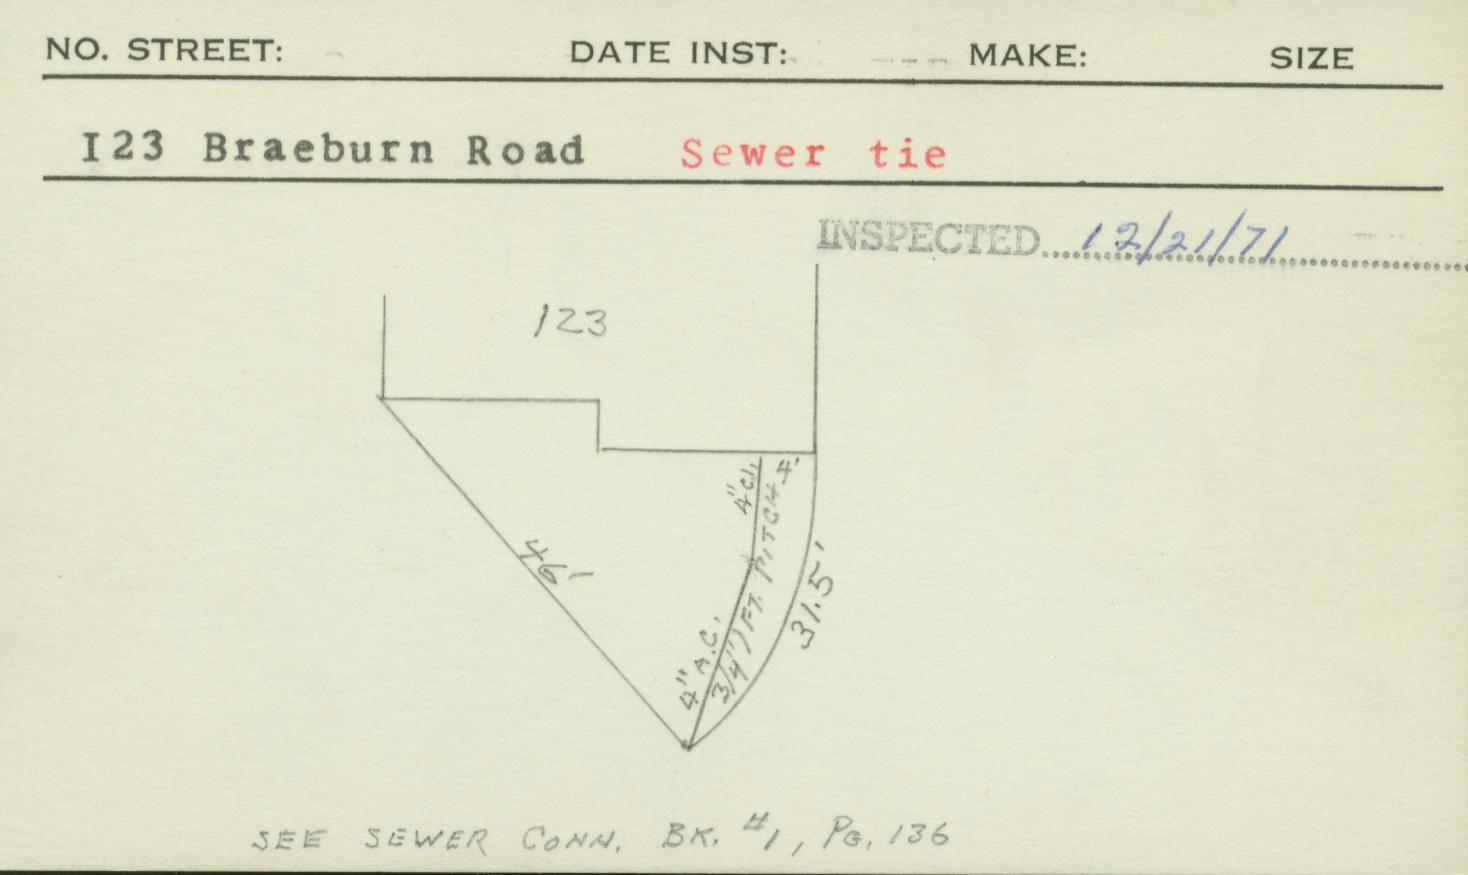 NO. STREET: DATE INST: MAKE: SIZE
I23 Braeburn Road Sewer tie
INSPECTED 12/21/71
123
46'
4" C.I.
4" A.C.
3/4")FT. PITCH ±.
31.5'
SEE SEWER CONN. BK. #1, PG. 136